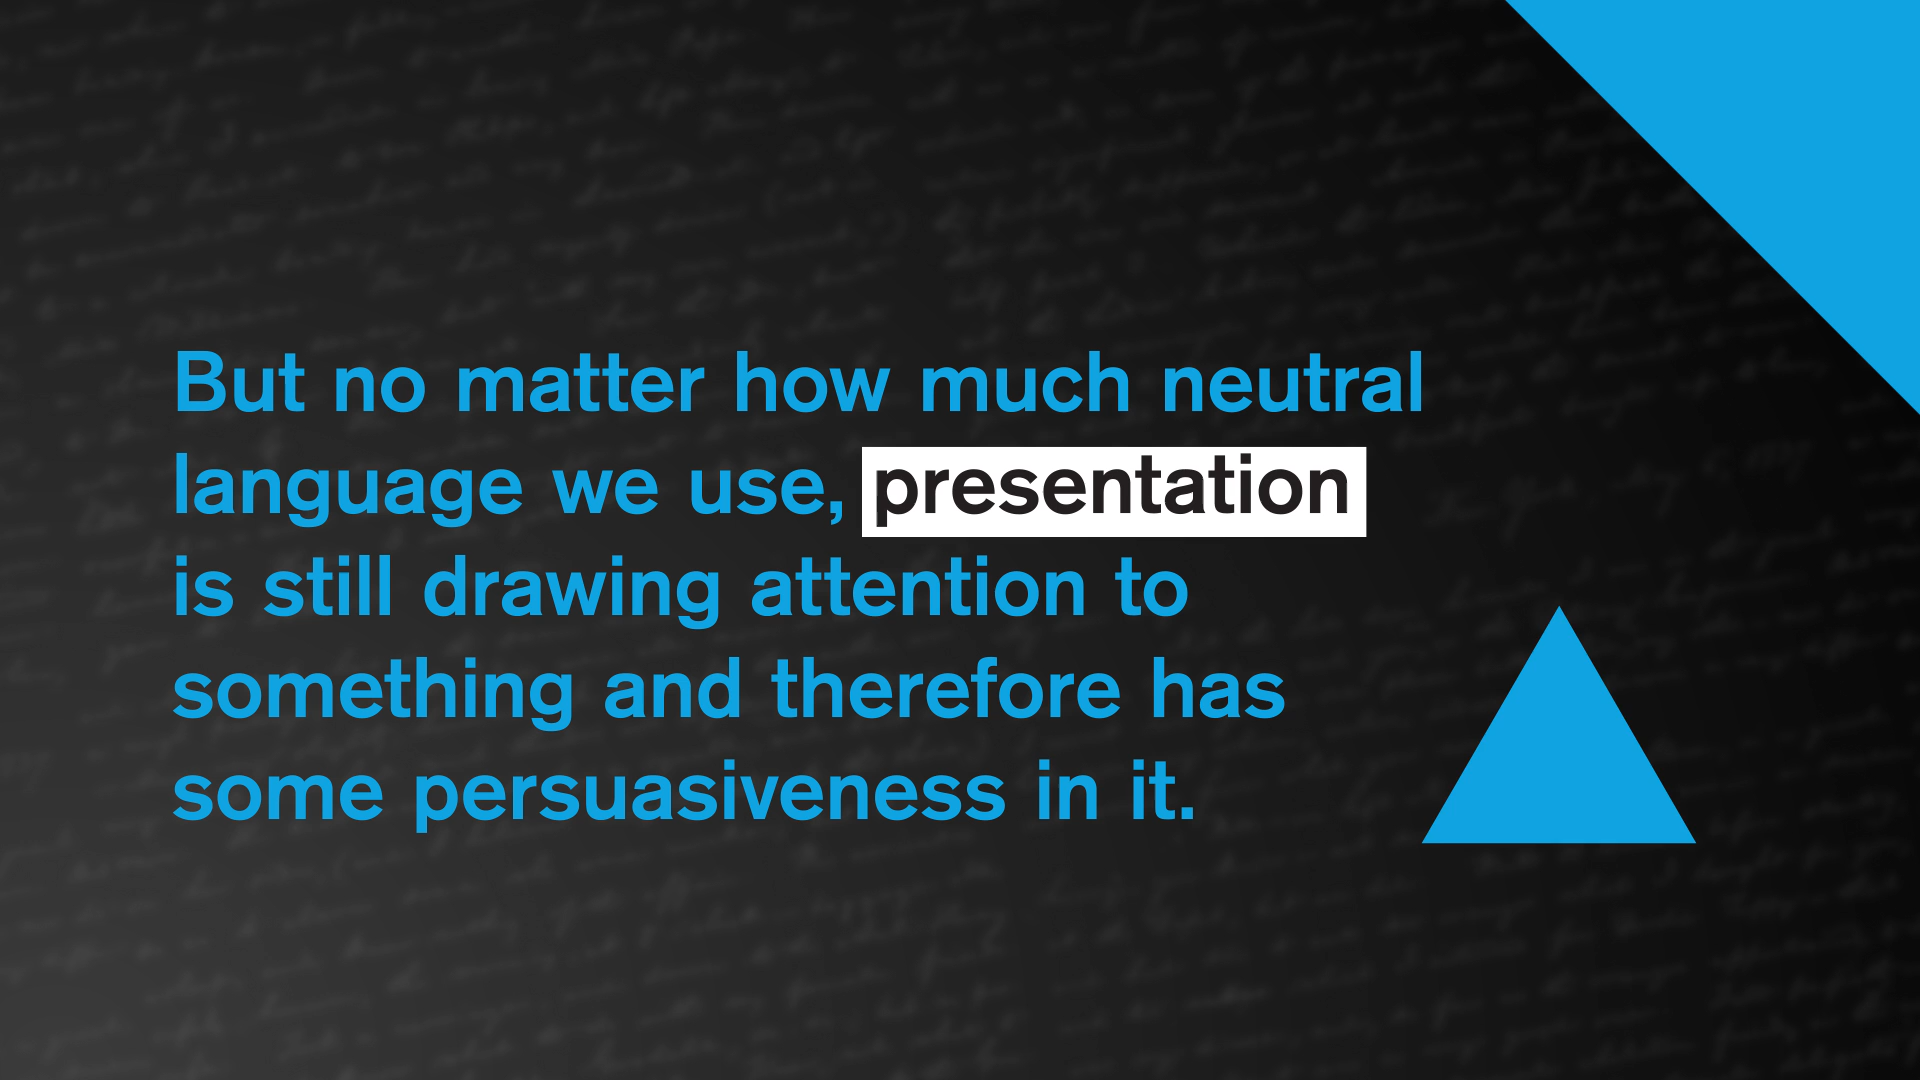 But no matter how much neutral
language we use, presentation
is still drawing attention to
something and therefore has
some persuasiveness in it.